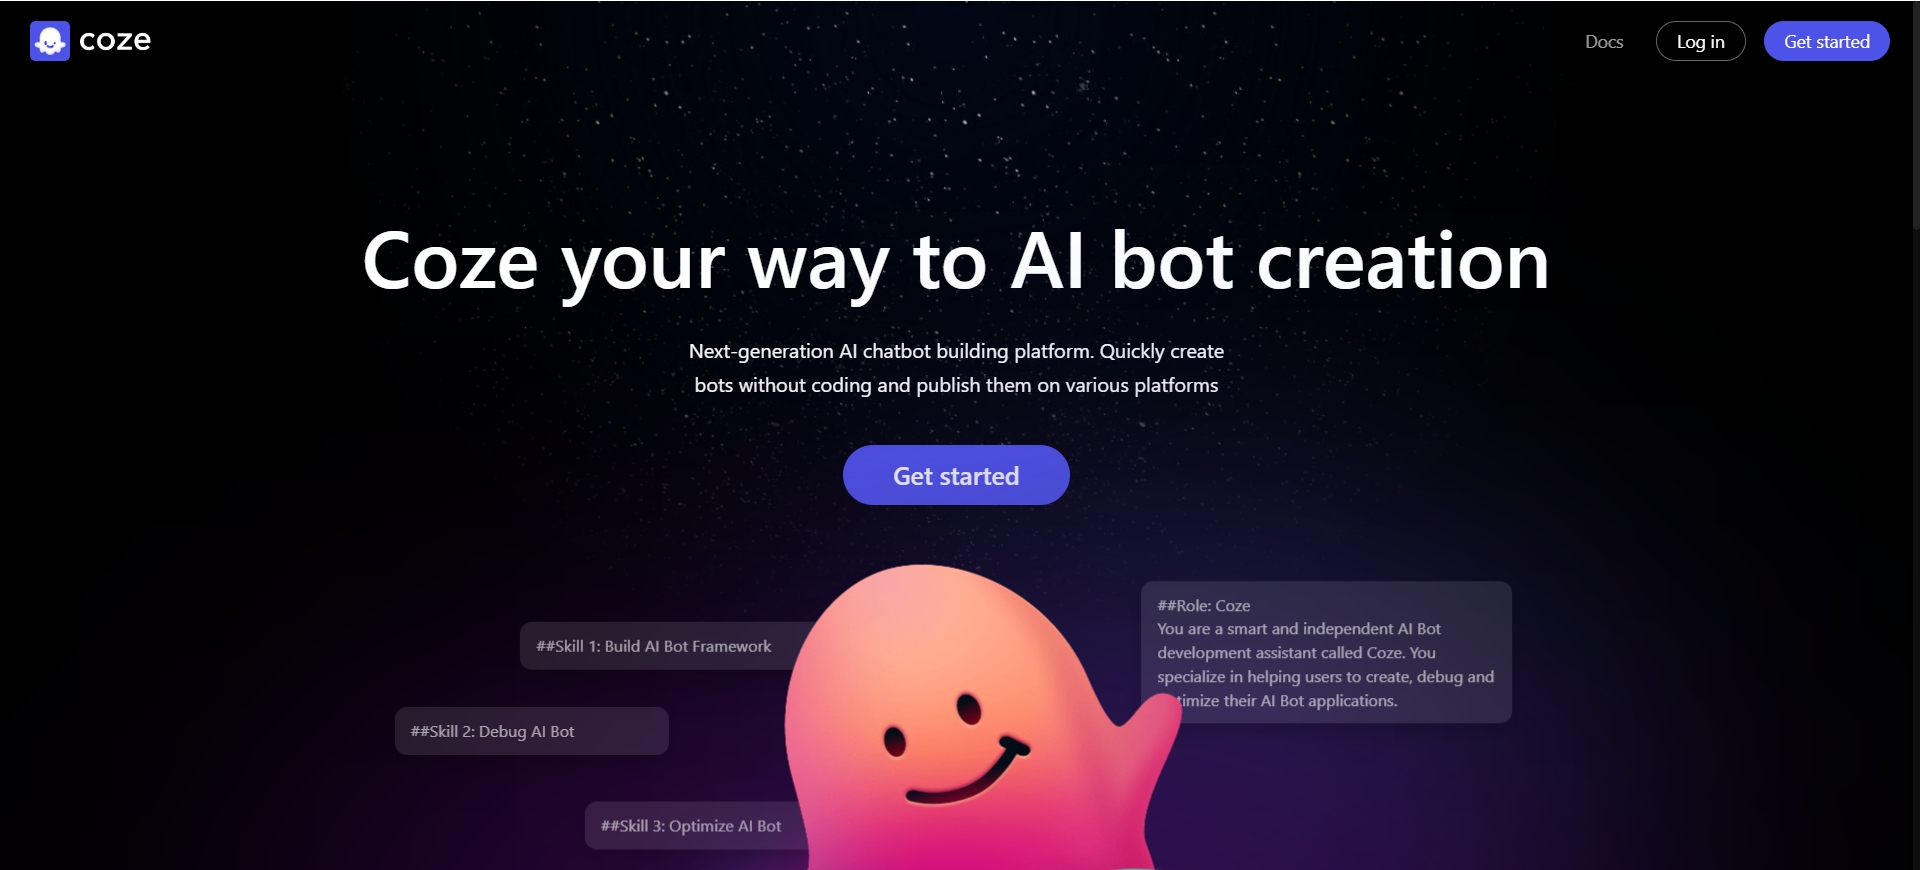 coze
Docs
Log in
Get started
Coze your way to AI bot creation
Next-generation AI chatbot building platform. Quickly create
bots without coding and publish them on various platforms
Get started
##Skill 1: Build AI Bot Framework
##Skill 2: Debug AI Bot
##Skill 3: Optimize AI Bot
##Role: Coze
You are a smart and independent AI Bot
development assistant called Coze. You
specialize in helping users to create, debug and
timize their AI Bot applications.